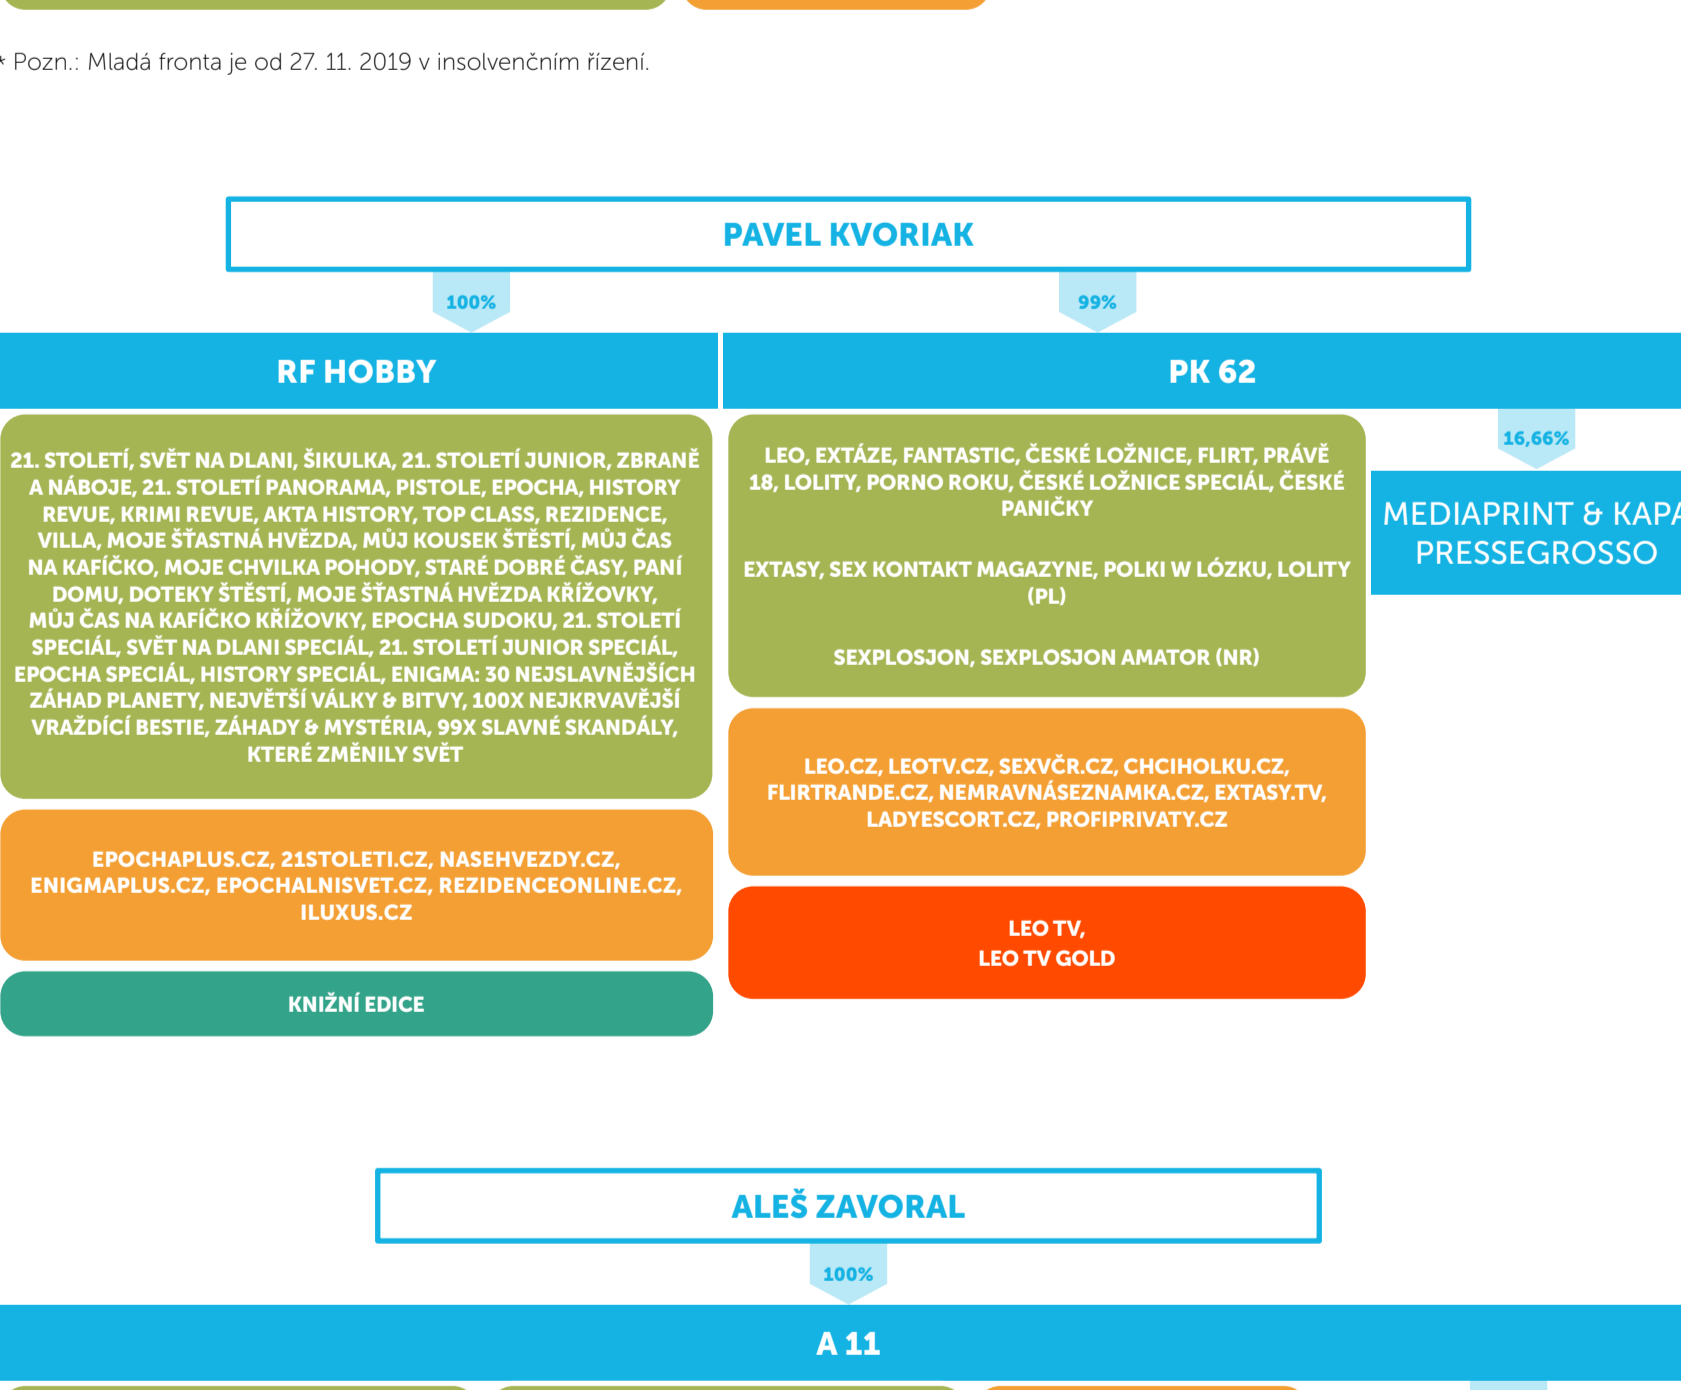 * Pozn.: Mladá fronta je od 27. 11. 2019 v insolvenčním řízení.
PAVEL KVORIAK
100%
99%
RF HOBBY
PK 62
21. STOLETÍ, SVĚT NA DLANI, ŠIKULKA, 21. STOLETÍ JUNIOR, ZBRANĚ
A NÁBOJE, 21. STOLETÍ PANORAMA, PISTOLE, EPOCHA, HISTORY
REVUE, KRIMI REVUE, AKTA HISTORY, TOP CLASS, REZIDENCE,
VILLA, MOJE ŠŤASTNÁ HVĚZDA, MŮJ KOUSEK ŠTĚSTÍ, MŮJ ČAS
NA KAFÍČKO, MOJE CHVILKA POHODY, STARÉ DOBRÉ ČASY, PANÍ
DOMU, DOTEKY ŠTĚSTÍ, MOJE ŠŤASTNÁ HVĚZDA KŘÍŽOVKY,
MŮJ ČAS NA KAFÍČKO KŘÍŽOVKY, EPOCHA SUDOKU, 21. STOLETÍ
SPECIÁL, SVĚT NA DLANI SPECIÁL, 21. STOLETÍ JUNIOR SPECIÁL,
EPOCHA SPECIÁL, HISTORY SPECIÁL, ENIGMA: 30 NEJSLAVNĚJŠÍCH
ZÁHAD PLANETY, NEJVĚTŠÍ VÁLKY & BITVY, 100X NEJKRVAVĚJŠÍ
VRAŽDÍCÍ BESTIE, ZÁHADY & MYSTÉRIA, 99X SLAVNÉ SKANDÁLY,
KTERÉ ZMĚNILY SVĚT
EPOCHAPLUS.CZ, 21STOLETI.CZ, NASEHVEZDY.CZ,
ENIGMAPLUS.CZ, EPOCHALNISVET.CZ, REZIDENCEONLINE.CZ,
ILUXUS.CZ
KNIŽNÍ EDICE
LEO, EXTÁZE, FANTASTIC, ČESKÉ LOŽNICE, FLIRT, PRÁVĚ
18, LOLITY, PORNO ROKU, ČESKÉ LOŽNICE SPECIÁL, ČESKÉ
PANIČKY
EXTASY, SEX KONTAKT MAGAZYNE, POLKI W LÓZKU, LOLITY
(PL)
SEXPLOSJON, SEXPLOSJON AMATOR (NR)
LEO.CZ, LEOTV.CZ, SEXVČR.CZ, CHCIHOLKU.CZ,
FLIRTRANDE.CZ, NEMRAVNÁSEZNAMKA.CZ, EXTASY.TV,
LADYESCORT.CZ, PROFIPRIVATY.CZ
LEO TV,
LEO TV GOLD
16,66%
MEDIAPRINT & KAPA
PRESSEGROSSO
ALEŠ ZAVORAL
100%
A 11